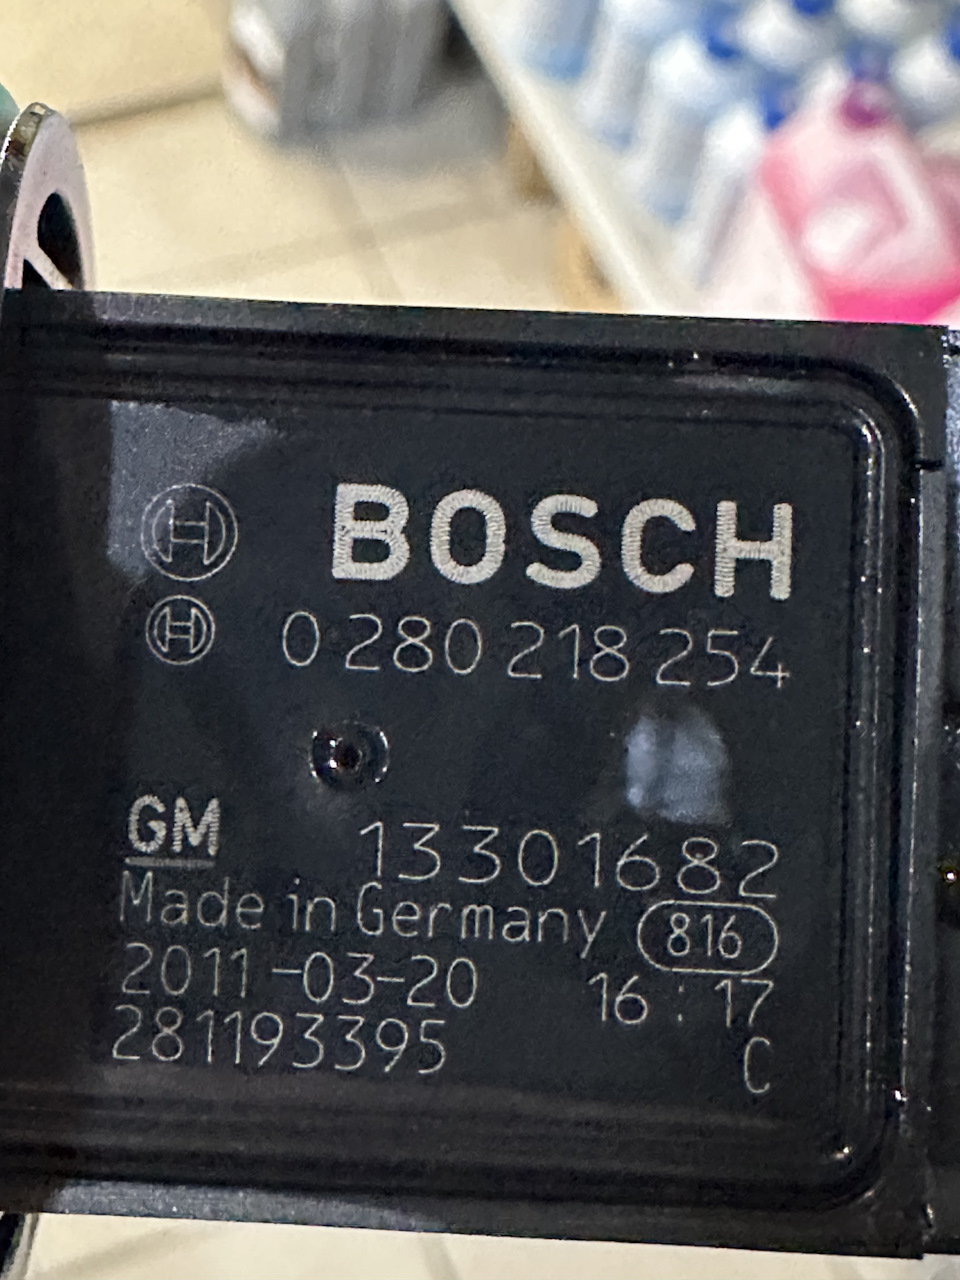 BOSCH
0 280 218 254
GM 13301682
Made in Germany 816
2011-03-20 16:17
281193395 C